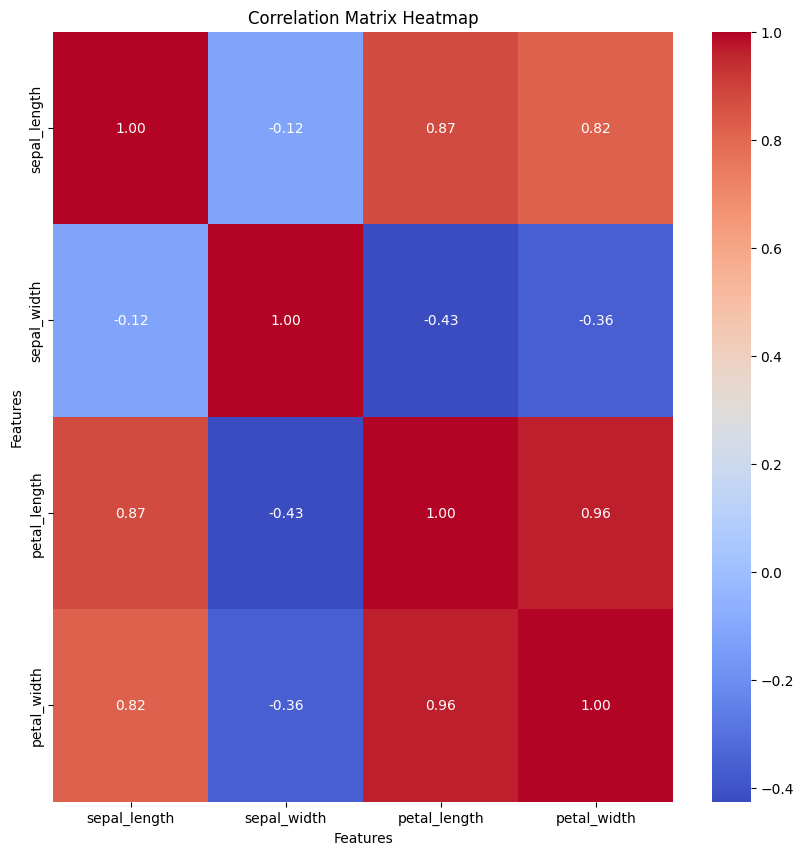 Correlation Matrix Heatmap
sepal_length
1.00 -0.12 0.87 0.82
sepal_width
-0.12 1.00 -0.43 -0.36
petal_length
0.87 -0.43 1.00 0.96
petal_width
0.82 -0.36 0.96 1.00
Features
sepal_length sepal_width petal_length petal_width
Features
1.0
0.8
0.6
0.4
0.2
0.0
−0.2
−0.4